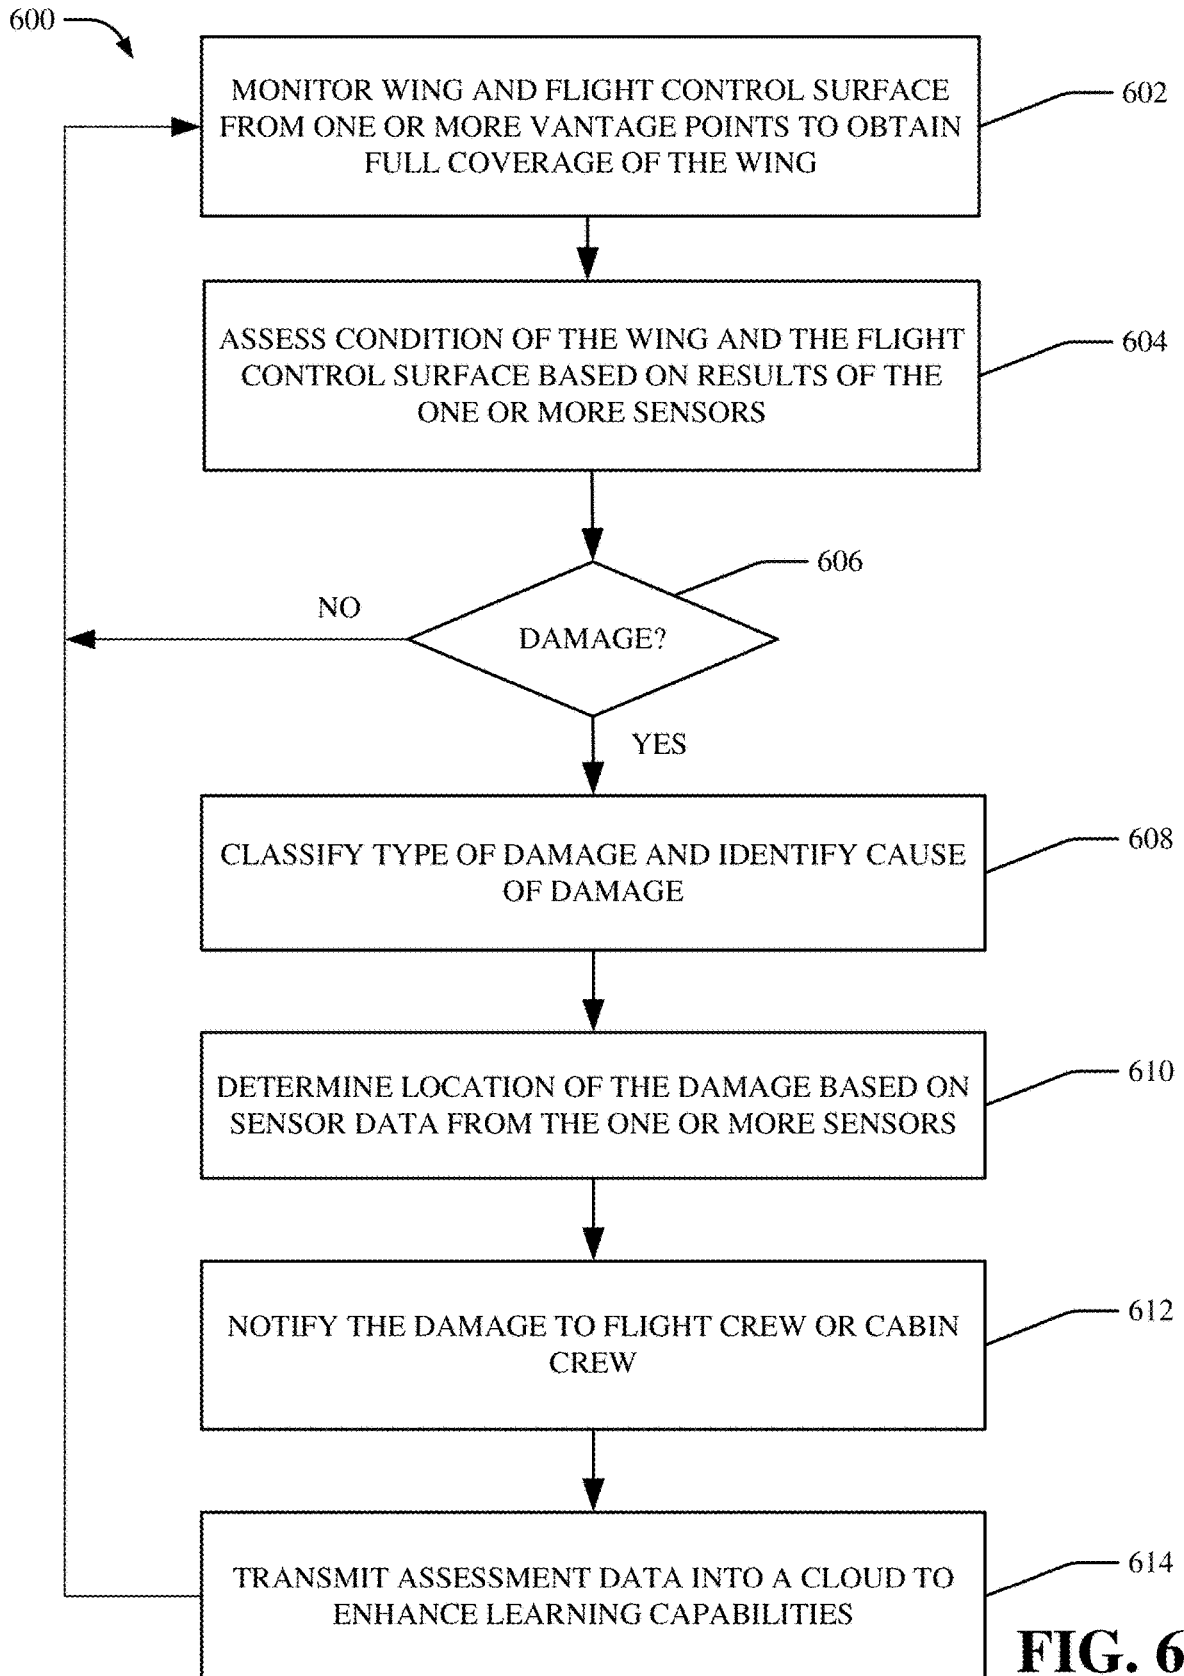 600
MONITOR WING AND FLIGHT CONTROL SURFACE
FROM ONE OR MORE VANTAGE POINTS TO OBTAIN
FULL COVERAGE OF THE WING
602
ASSESS CONDITION OF THE WING AND THE FLIGHT
CONTROL SURFACE BASED ON RESULTS OF THE
ONE OR MORE SENSORS
604
606
NO
DAMAGE?
YES
CLASSIFY TYPE OF DAMAGE AND IDENTIFY CAUSE
OF DAMAGE
608
DETERMINE LOCATION OF THE DAMAGE BASED ON
SENSOR DATA FROM THE ONE OR MORE SENSORS
610
NOTIFY THE DAMAGE TO FLIGHT CREW OR CABIN
CREW
612
TRANSMIT ASSESSMENT DATA INTO A CLOUD TO
ENHANCE LEARNING CAPABILITIES
614
FIG. 6